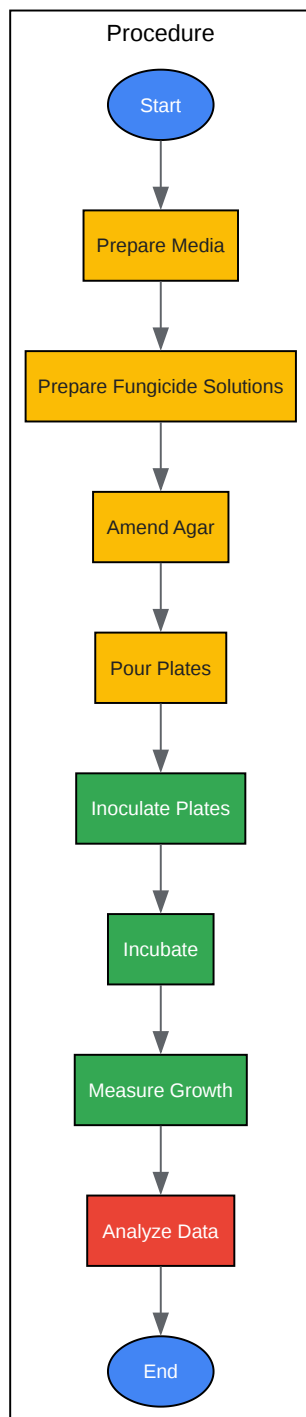 Procedure
Start
Prepare Media
Prepare Fungicide Solutions
Amend Agar
Pour Plates
Inoculate Plates
Incubate
Measure Growth
Analyze Data
End